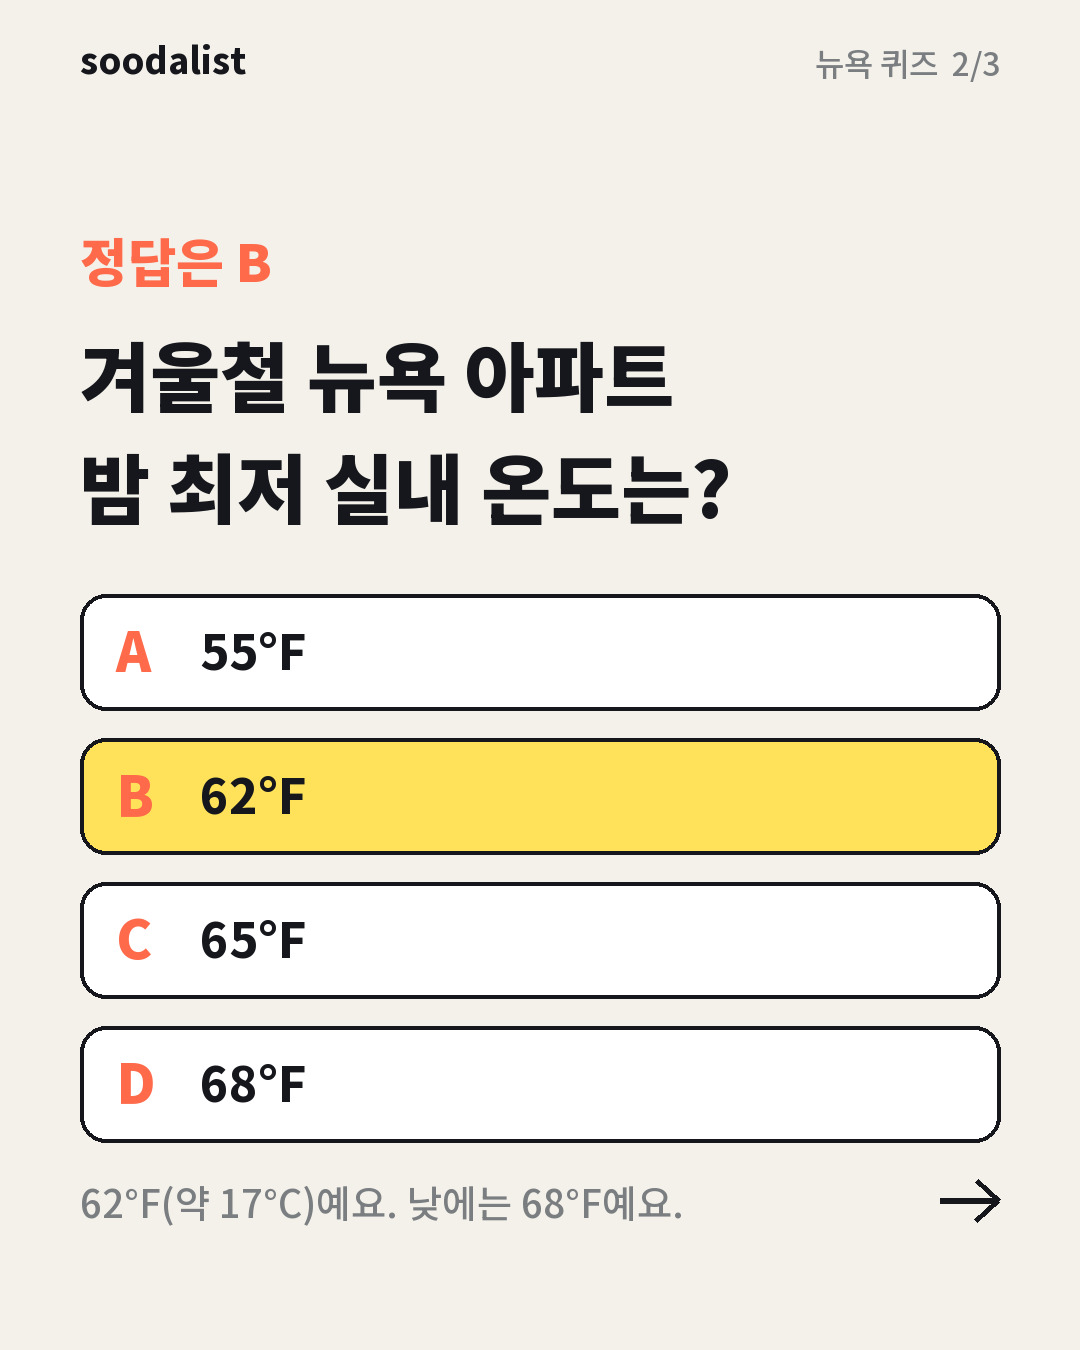 soodalist
뉴욕 퀴즈 2/3
정답은 B
겨울철 뉴욕 아파트
밤 최저 실내 온도는?
A 55°F
B 62°F
C 65°F
D 68°F
62°F(약 17°C)예요. 낮에는 68°F예요.